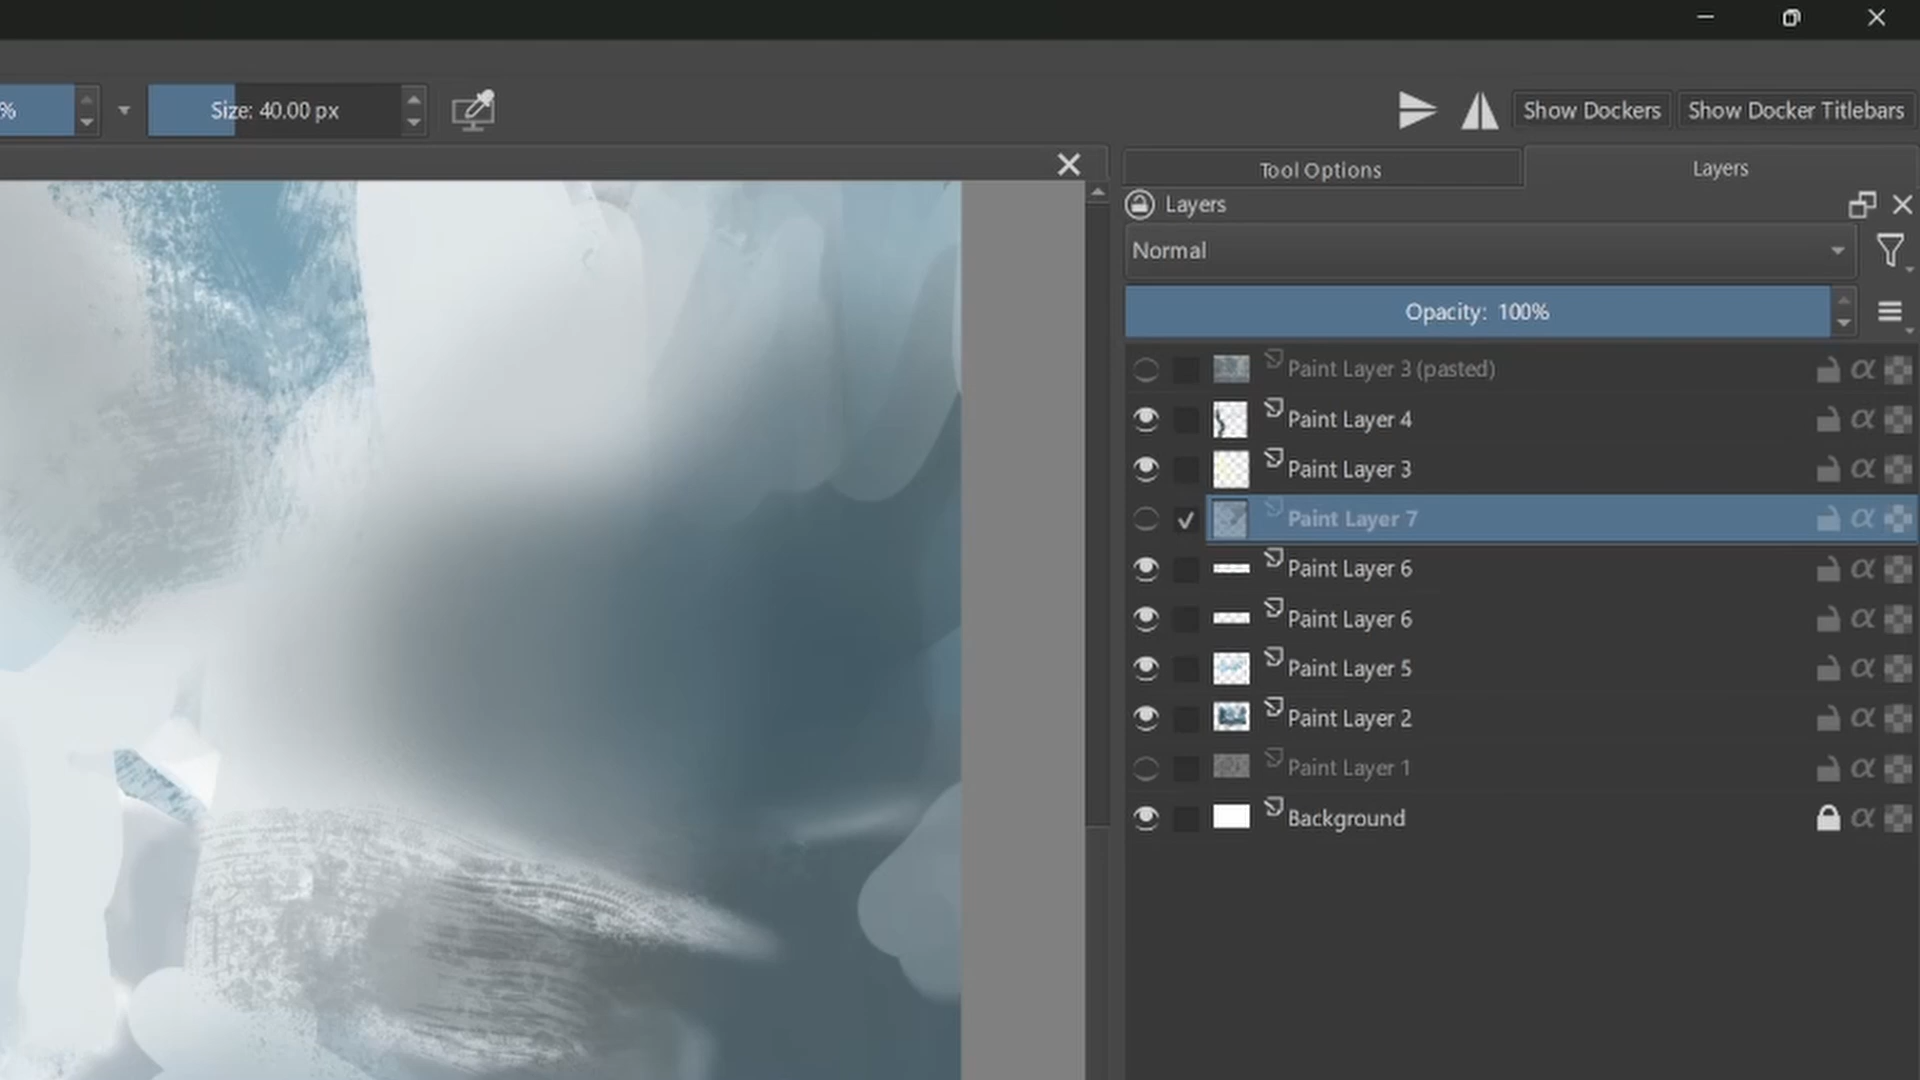 %
Size: 40.00 px
Show Dockers
Show Docker Titlebars
Tool Options
Layers
Layers
Normal
Opacity: 100%
Paint Layer 3 (pasted)
Paint Layer 4
Paint Layer 3
Paint Layer 7
Paint Layer 6
Paint Layer 6
Paint Layer 5
Paint Layer 2
Paint Layer 1
Background